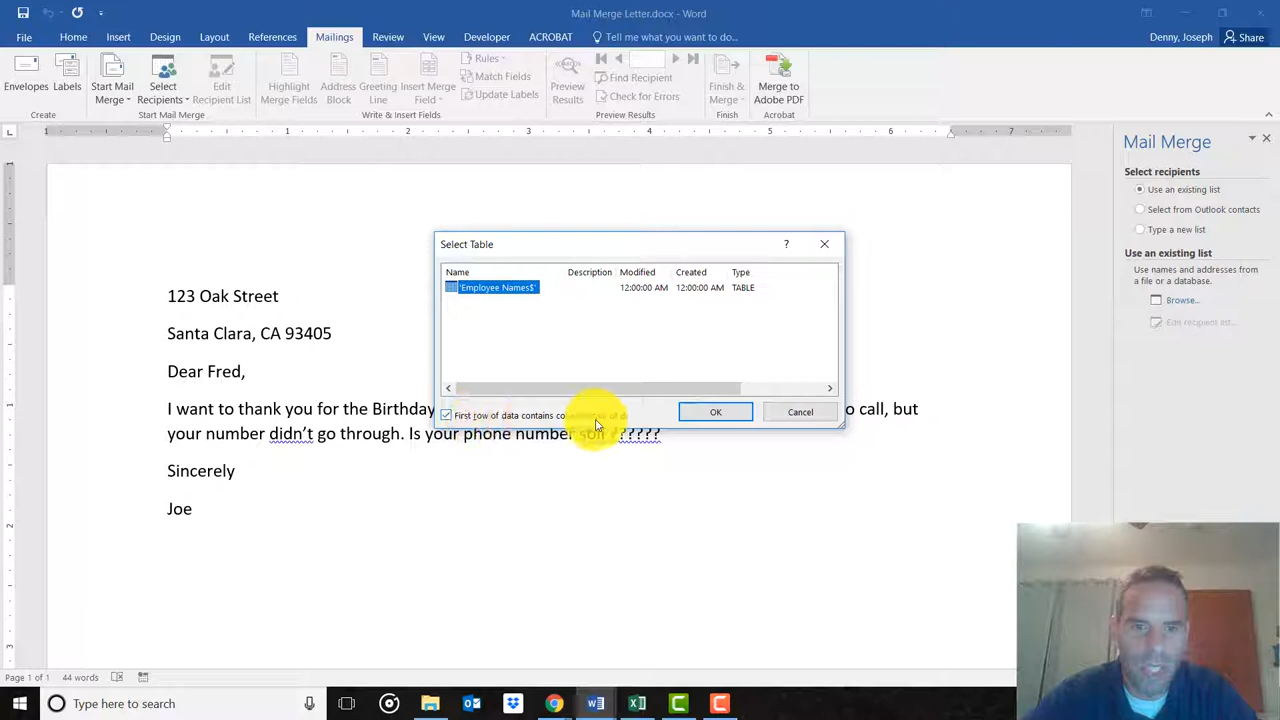 Mail Merge Letter.docx - Word
File Home Insert Design Layout References Mailings Review View Developer ACROBAT Tell me what you want to do... Denny, Joseph Share
Envelopes Labels Start Mail Merge Select Recipients Edit Recipient List Highlight Merge Fields Address Block Greeting Line Insert Merge Field Rules Match Fields Update Labels Preview Results Find Recipient Check for Errors Finish & Merge Merge to Adobe PDF
Create Start Mail Merge Write & Insert Fields Preview Results Finish Acrobat
1 1 2 3 4 5 6 7
Mail Merge
Select recipients
Use an existing list
Select from Outlook contacts
Type a new list
Use an existing list
Use names and addresses from a file or a database.
Browse...
Edit recipient list...
Select Table
?
Name Description Modified Created Type
'Employee Names$' 12:00:00 AM 12:00:00 AM TABLE
First row of data contains
OK Cancel
123 Oak Street
Santa Clara, CA 93405
Dear Fred,
I want to thank you for the Birthday o call, but
your number didn't go through. Is your phone number ?????
Sincerely
Joe
Page 1 of 1 44 words
Type here to search